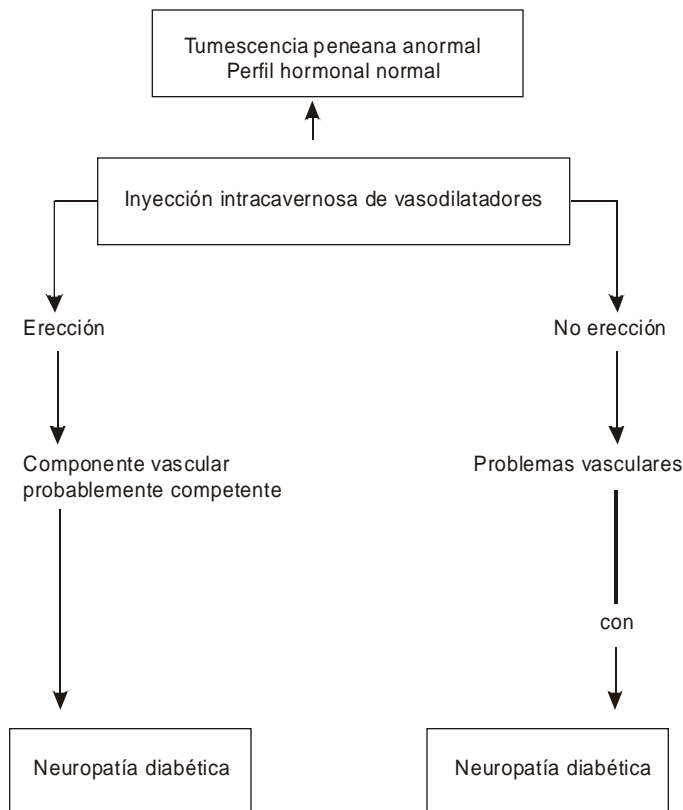 Tumescencia peneana anormal
Perfil hormonal normal
Inyección intracavernosa de vasodilatadores
Erección
No erección
Componente vascular
probablemente competente
Problemas vasculares
con
Neuropatía diabética
Neuropatía diabética